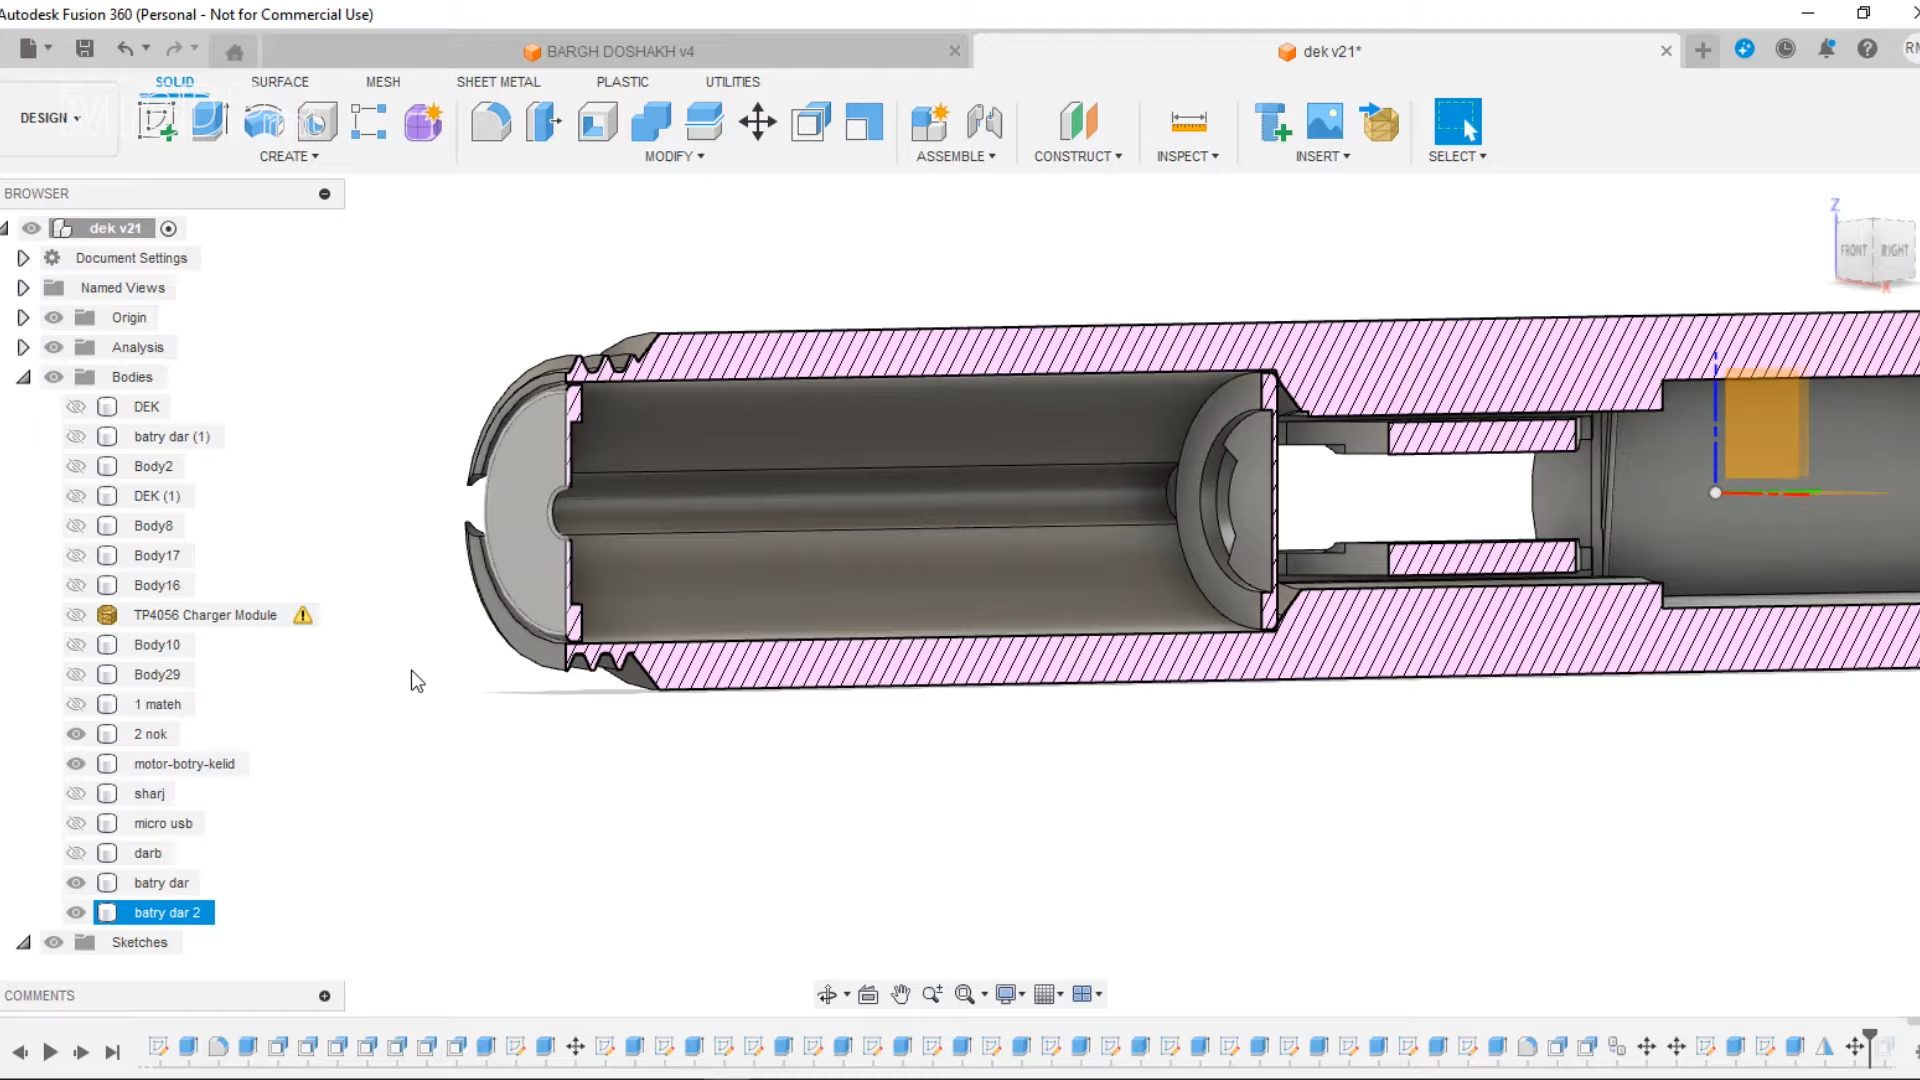 Autodesk Fusion 360 (Personal - Not for Commercial Use)
BARGH DOSHAKH v4
dek v21*
SOLID
SURFACE
MESH
SHEET METAL
PLASTIC
UTILITIES
DESIGN
CREATE
MODIFY
ASSEMBLE
CONSTRUCT
INSPECT
INSERT
SELECT
BROWSER
dek v21
Document Settings
Named Views
Origin
Analysis
Bodies
DEK
batry dar (1)
Body2
DEK (1)
Body8
Body17
Body16
TP4056 Charger Module
Body10
Body29
1 mateh
2 nok
motor-botry-kelid
sharj
micro usb
darb
batry dar
batry dar 2
Sketches
COMMENTS
Z
FRONT
RIGHT
X